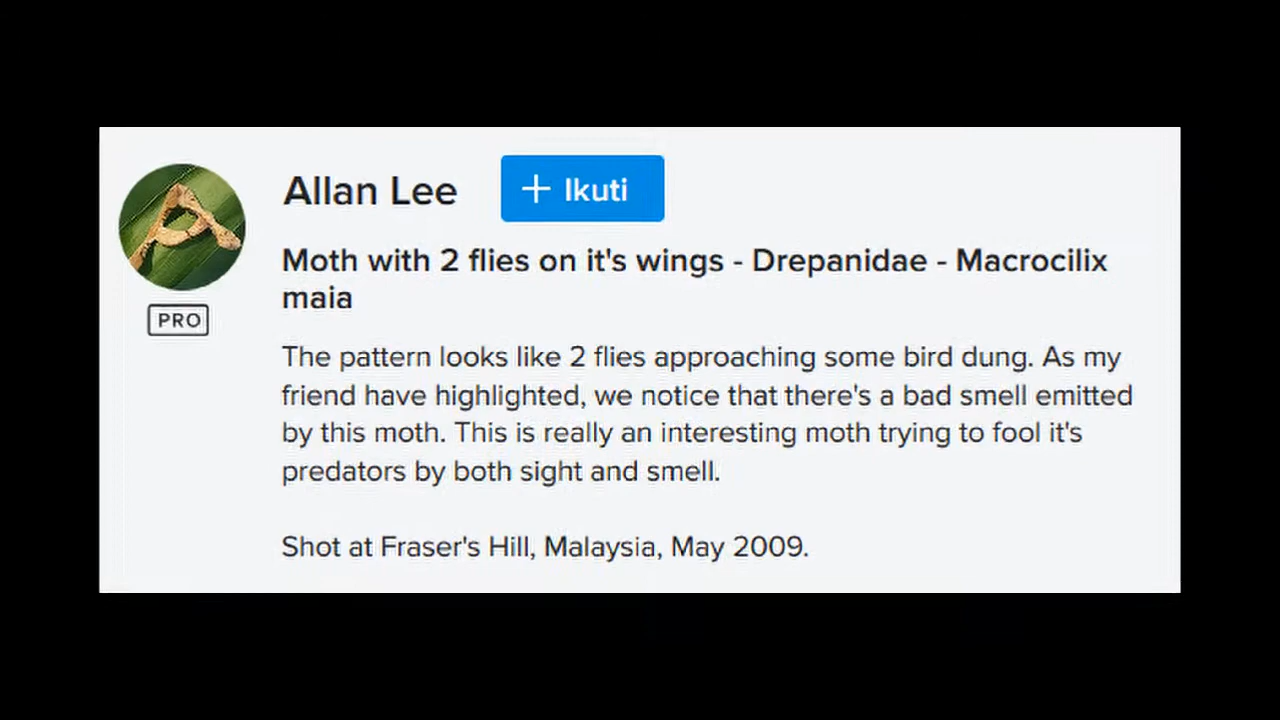 Allan Lee
+ Ikuti
Moth with 2 flies on it's wings - Drepanidae - Macrocilix
maia
PRO
The pattern looks like 2 flies approaching some bird dung. As my
friend have highlighted, we notice that there's a bad smell emitted
by this moth. This is really an interesting moth trying to fool it's
predators by both sight and smell.
Shot at Fraser's Hill, Malaysia, May 2009.